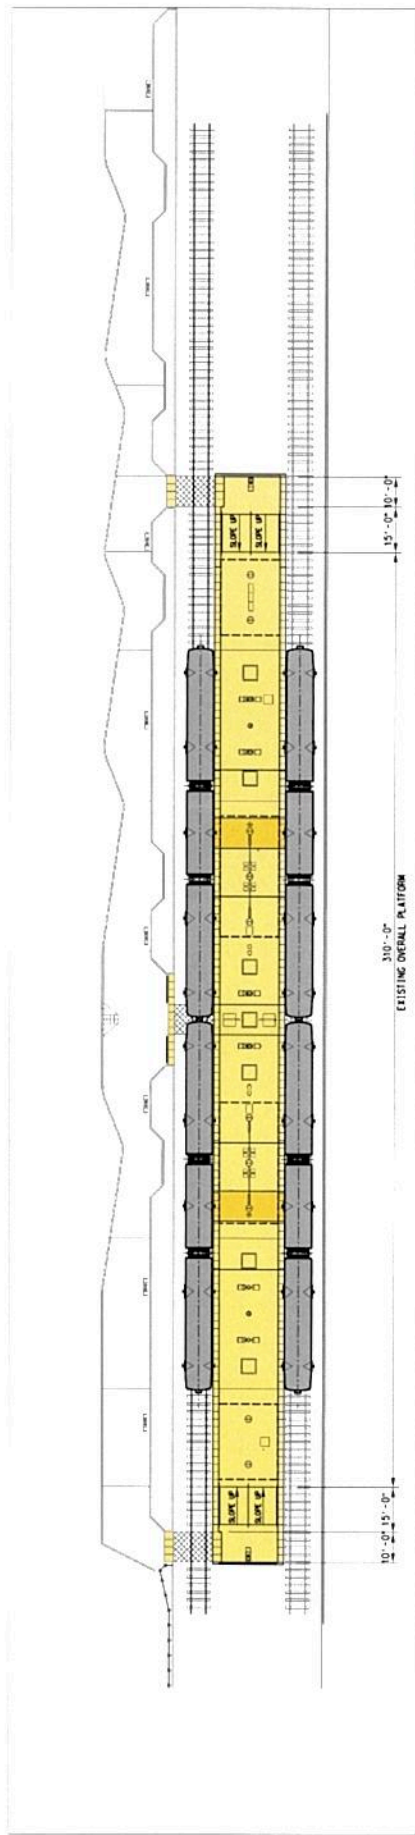 15'-0" 10'-0"
SLOPE UP
SLOPE UP
310'-0"
EXISTING OVERALL PLATFORM
SLOPE UP
SLOPE UP
10'-0" 15'-0"